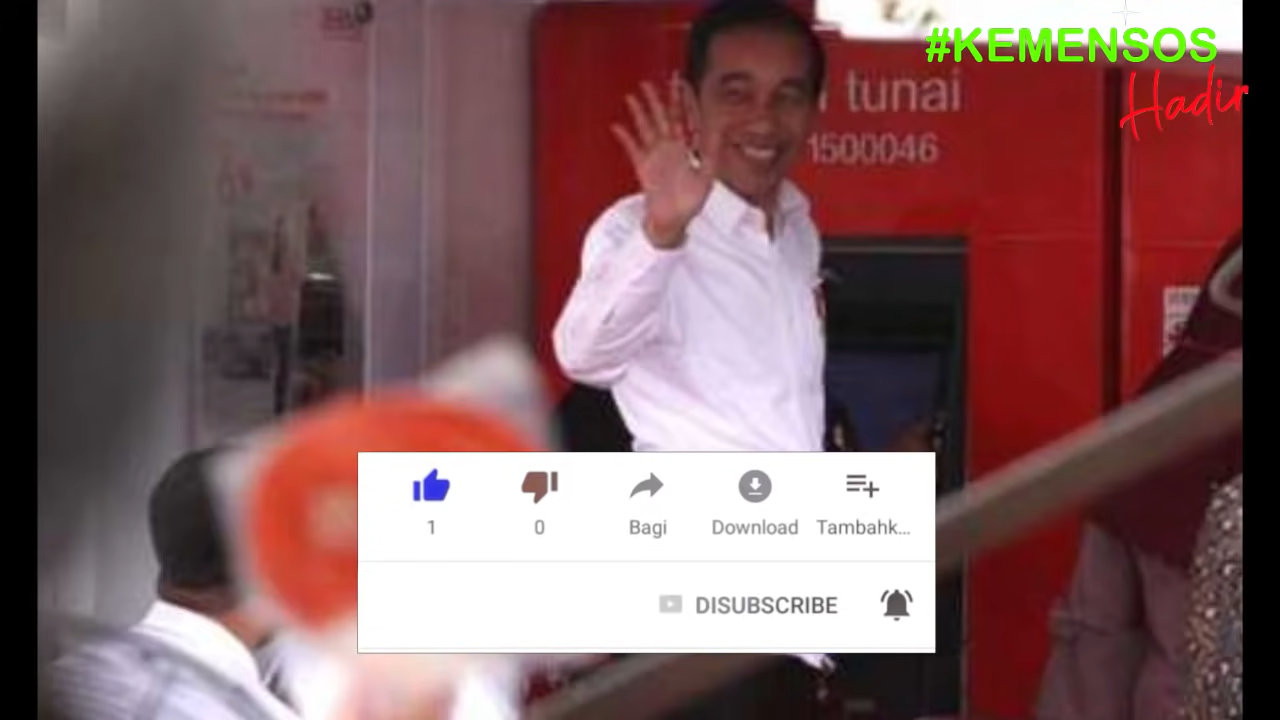 #KEMENSOS
Hadir
tunai
1500046
1
0
Bagi
Download
Tambahk...
DISUBSCRIBE